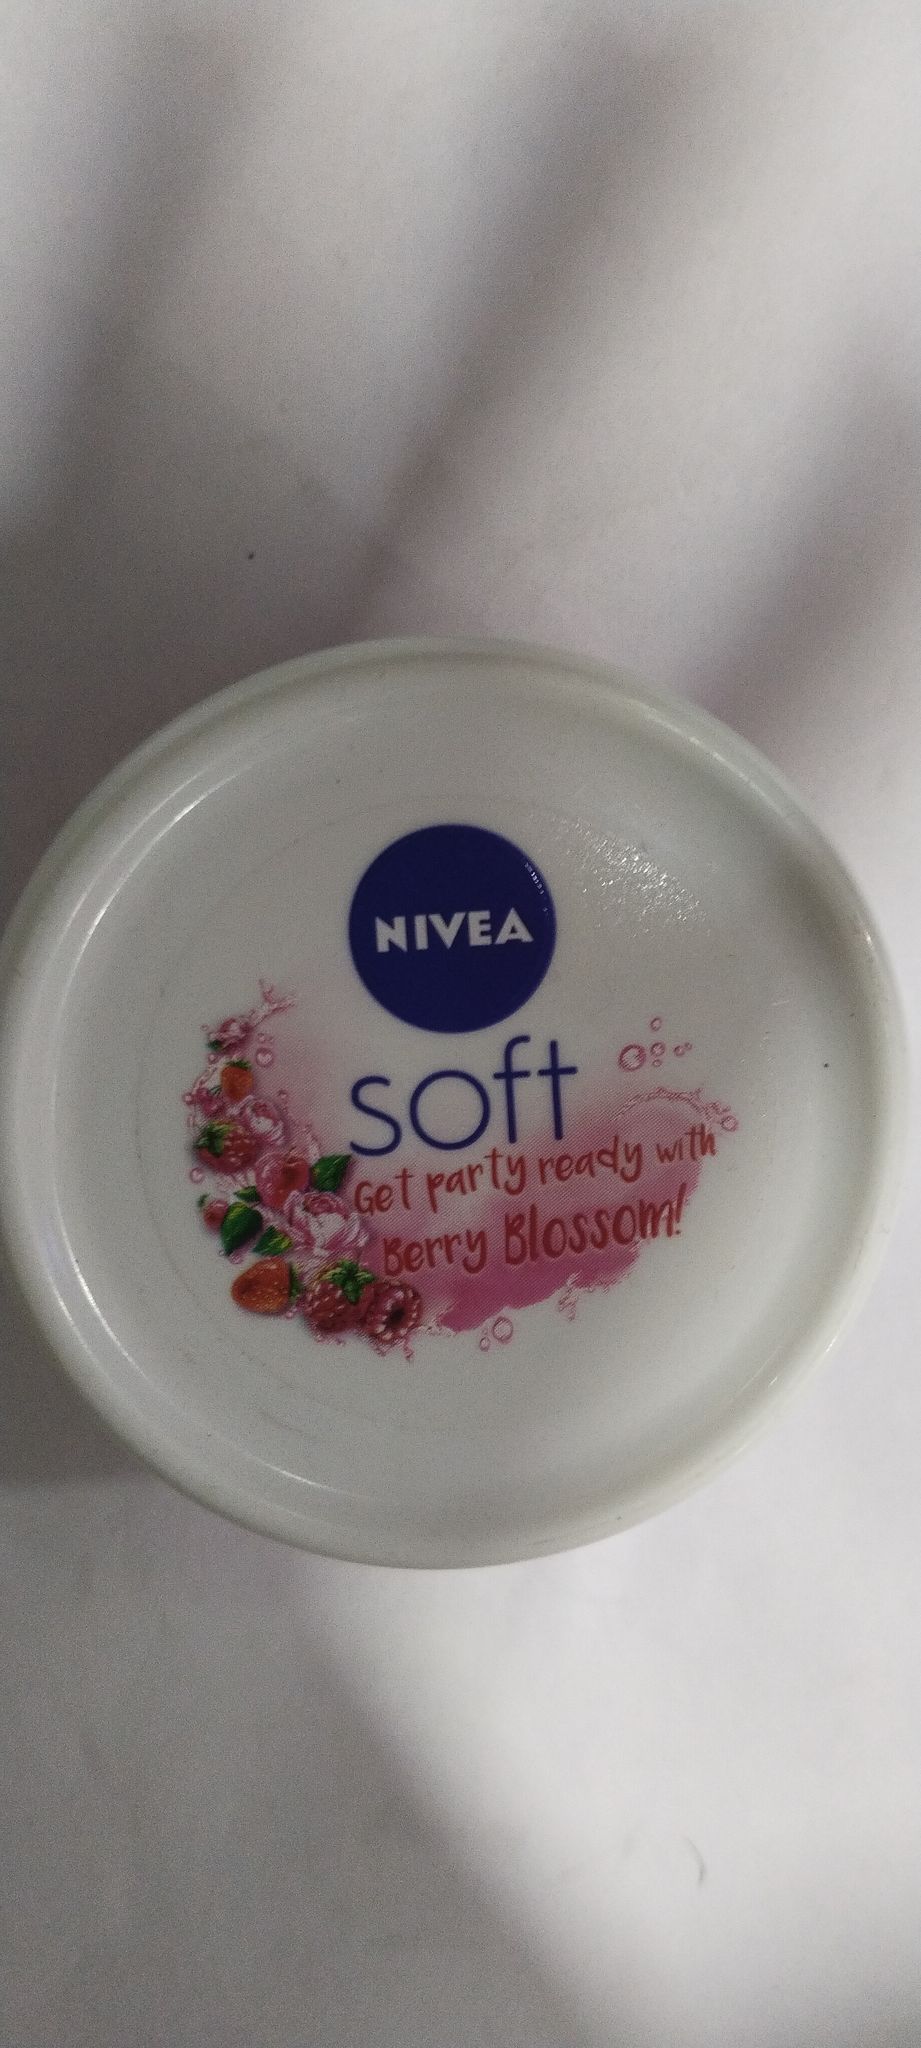 NIVEA
soft
Get party ready with
Berry Blossom!